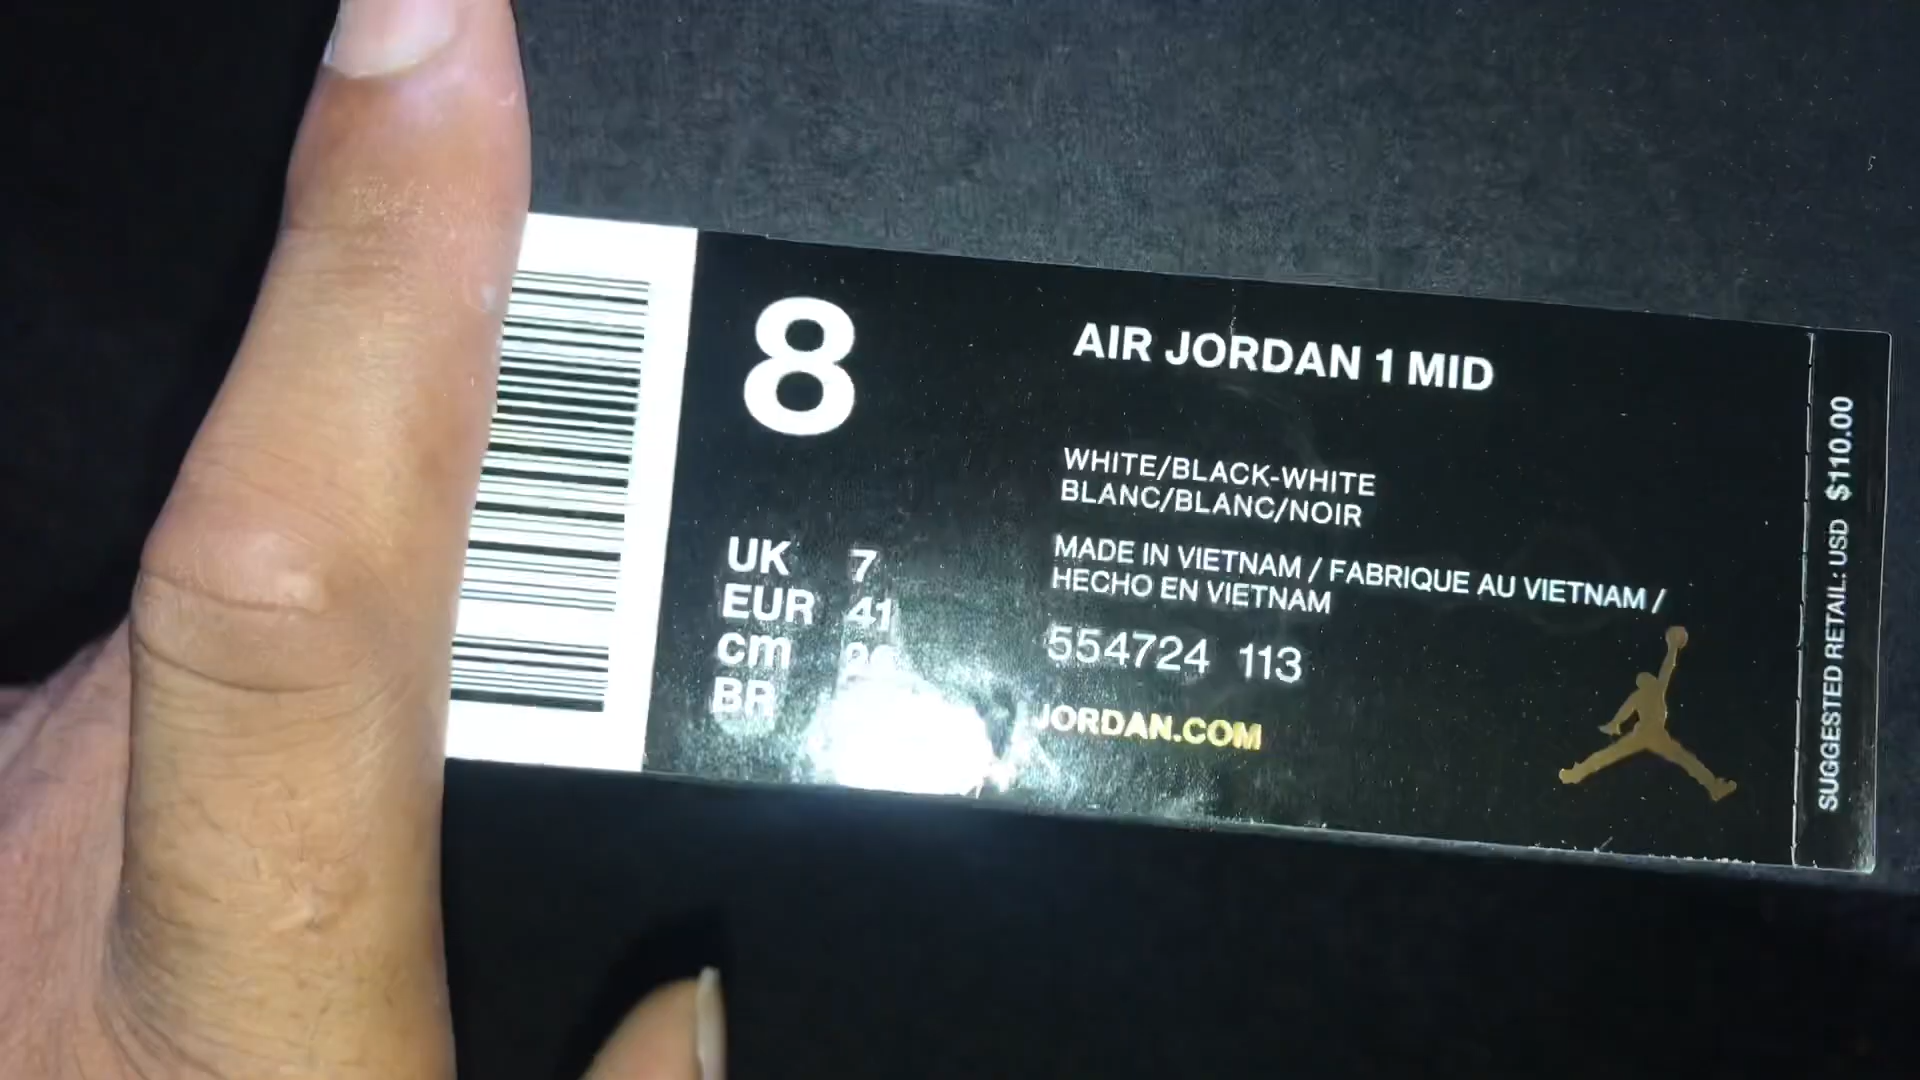 8
AIR JORDAN 1 MID
WHITE/BLACK-WHITE
BLANC/BLANC/NOIR
MADE IN VIETNAM / FABRIQUE AU VIETNAM /
HECHO EN VIETNAM
UK 7
EUR 41
cm
BR
554724 113
JORDAN.COM
SUGGESTED RETAIL: USD $110.00